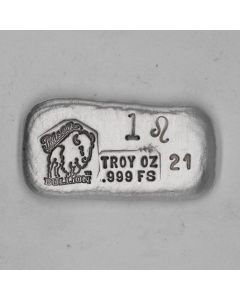 1 ♌
TROY OZ
.999 FS
21
BULLION